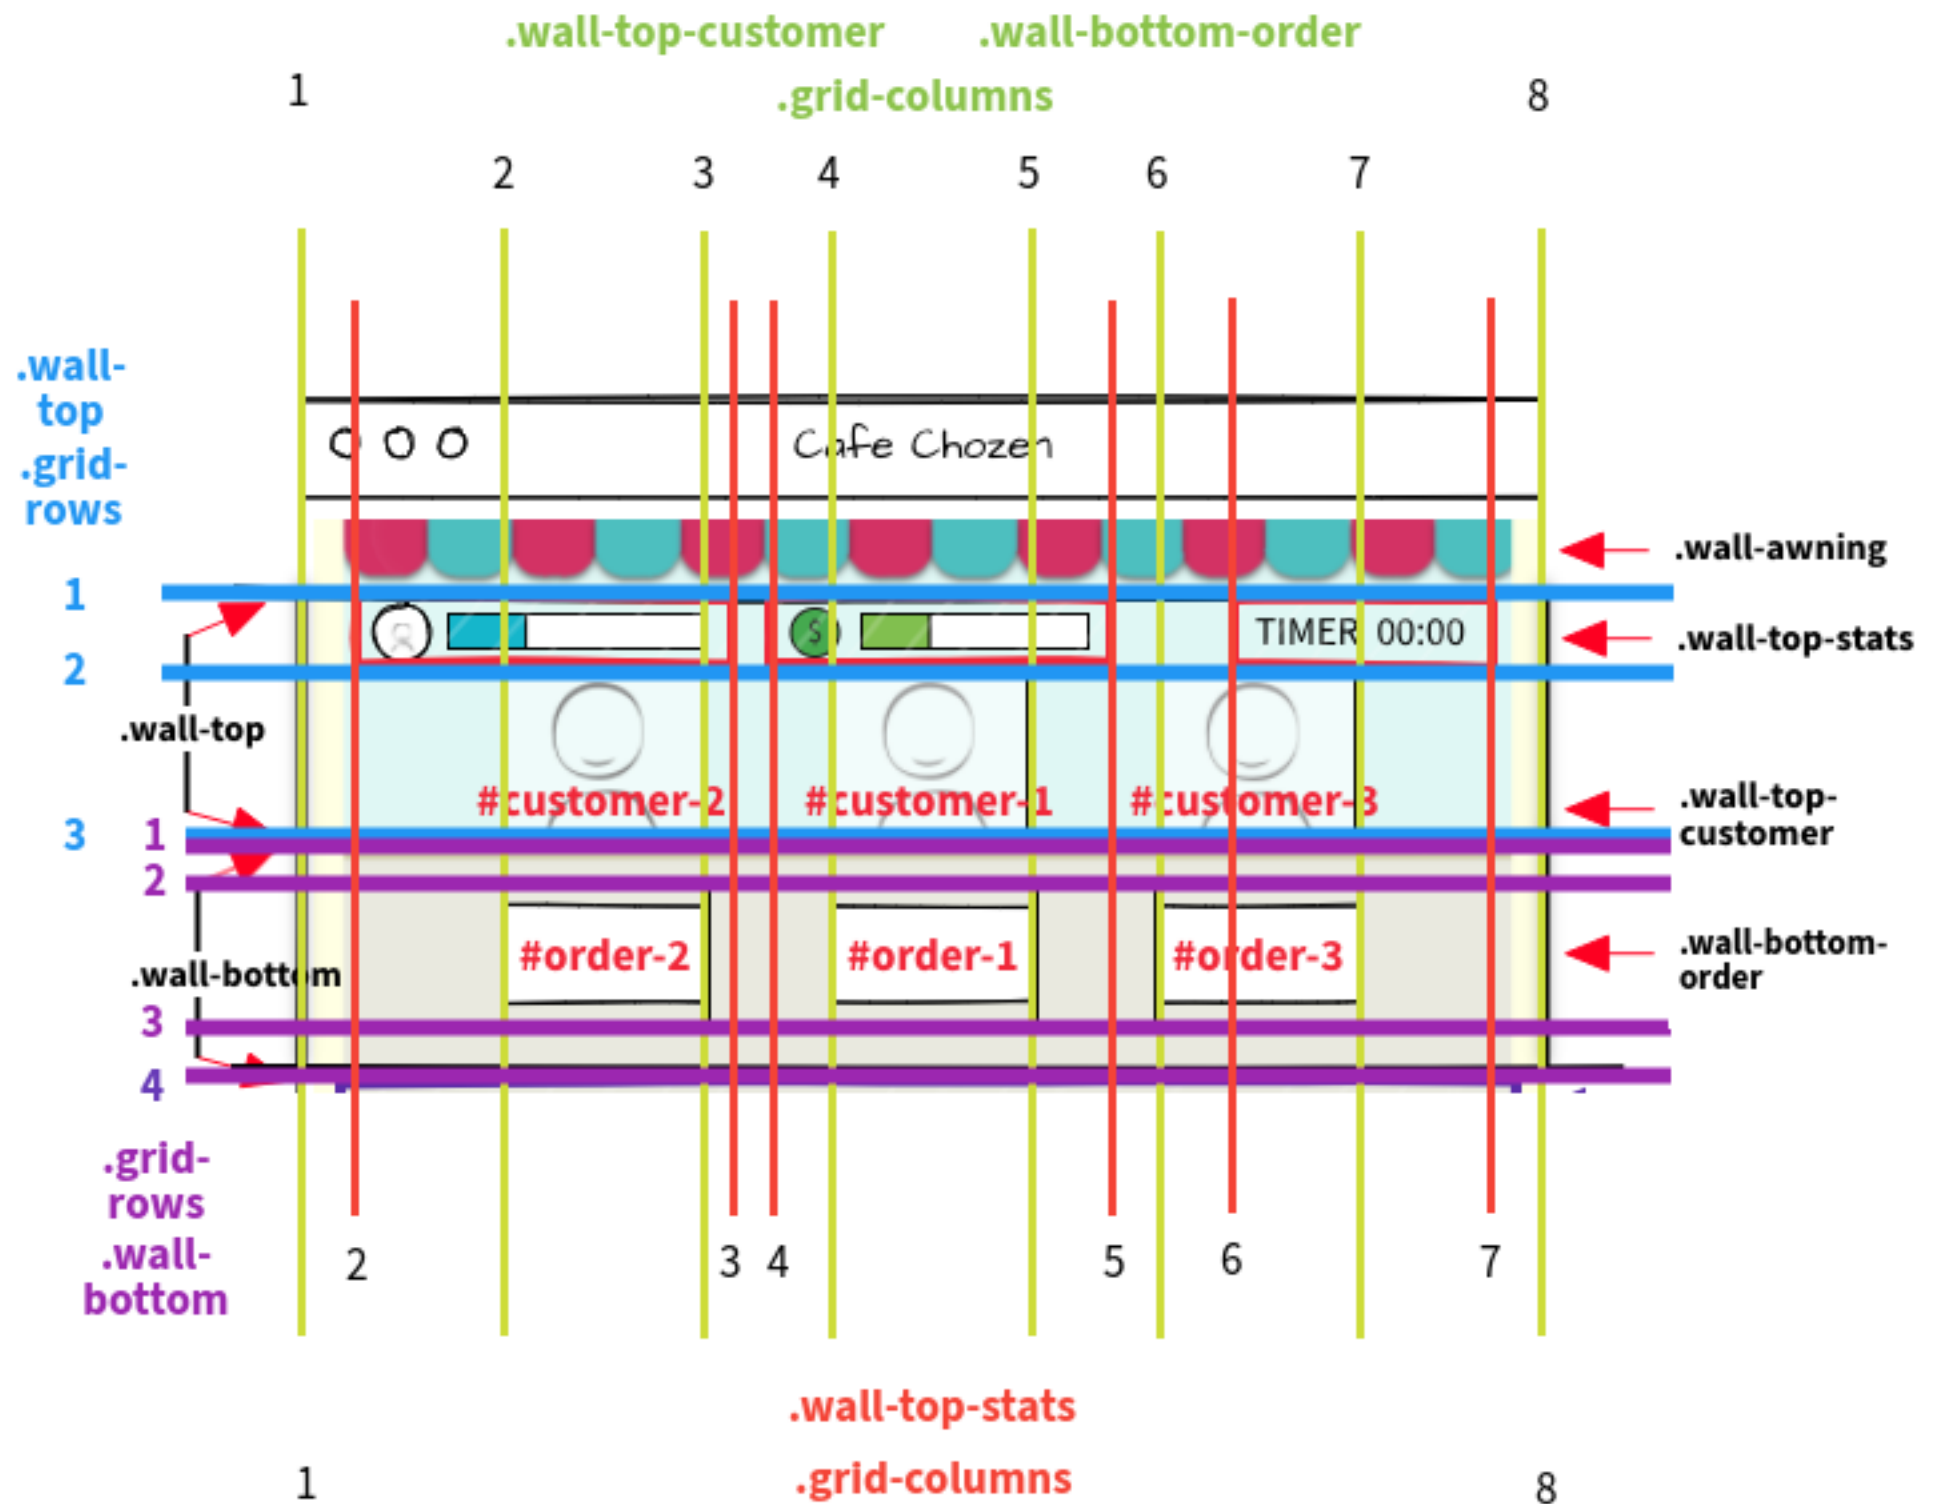 .wall-top-customer .wall-bottom-order
1 .grid-columns 8
2 3 4 5 6 7
.wall-
top
.grid-
rows
Cafe Chozen
.wall-awning
1
$ TIMER 00:00 .wall-top-stats
2
.wall-top
#customer-2 #customer-1 #customer-3 .wall-top-
customer
3 1
2
#order-2 #order-1 #order-3 .wall-bottom-
order
.wall-bottom
3
4
.grid-
rows
.wall-
bottom
2 3 4 5 6 7
.wall-top-stats
.grid-columns
1 8